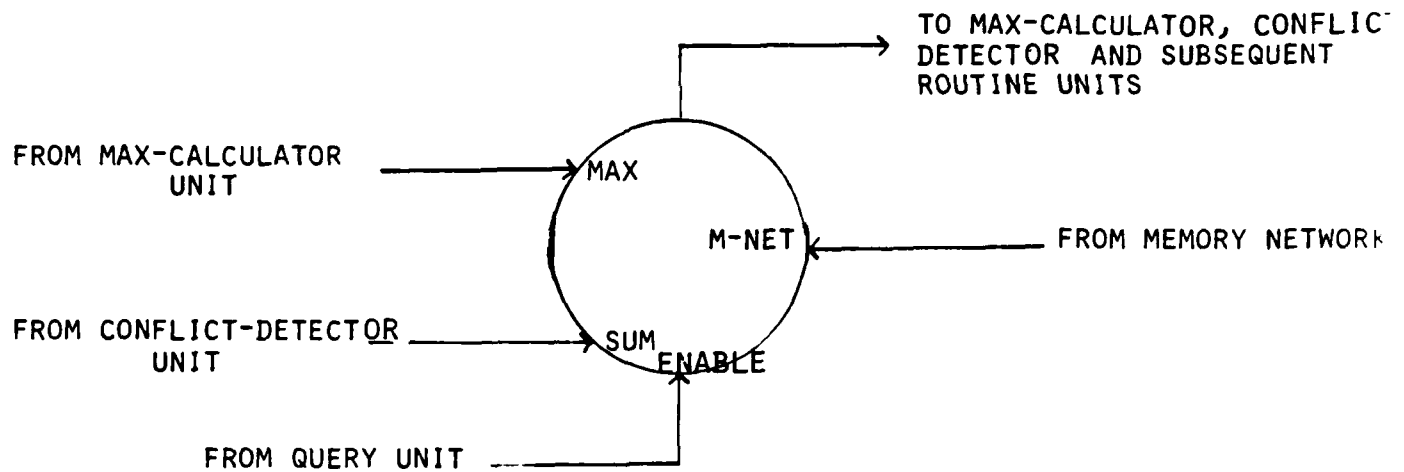 TO MAX-CALCULATOR, CONFLIC
DETECTOR AND SUBSEQUENT
ROUTINE UNITS
FROM MAX-CALCULATOR
UNIT
MAX
M-NET
FROM MEMORY NETWORK
FROM CONFLICT-DETECTOR
UNIT
SUM
ENABLE
FROM QUERY UNIT